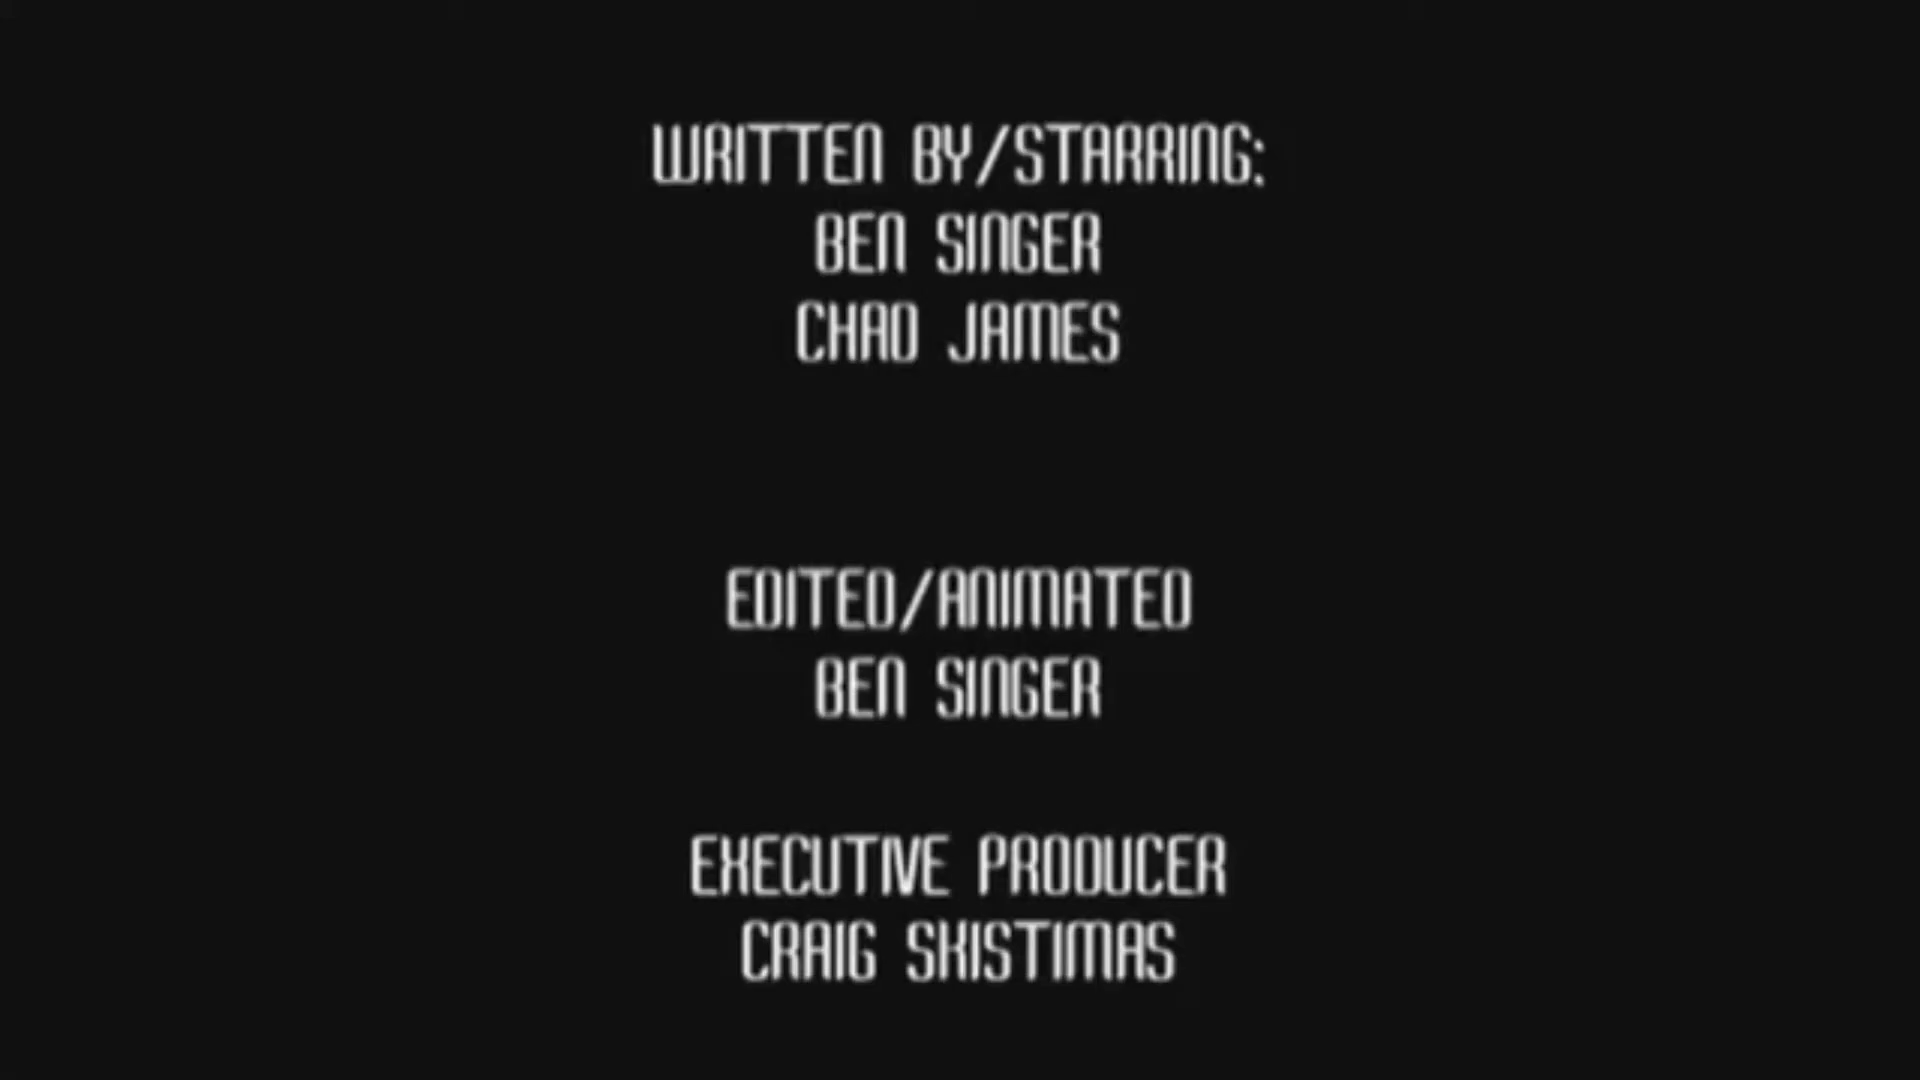 WRITTEN BY/STARRING:
BEN SINGER
CHAD JAMES
EDITED/ANIMATED
BEN SINGER
EXECUTIVE PRODUCER
CRAIG SKISTIMAS